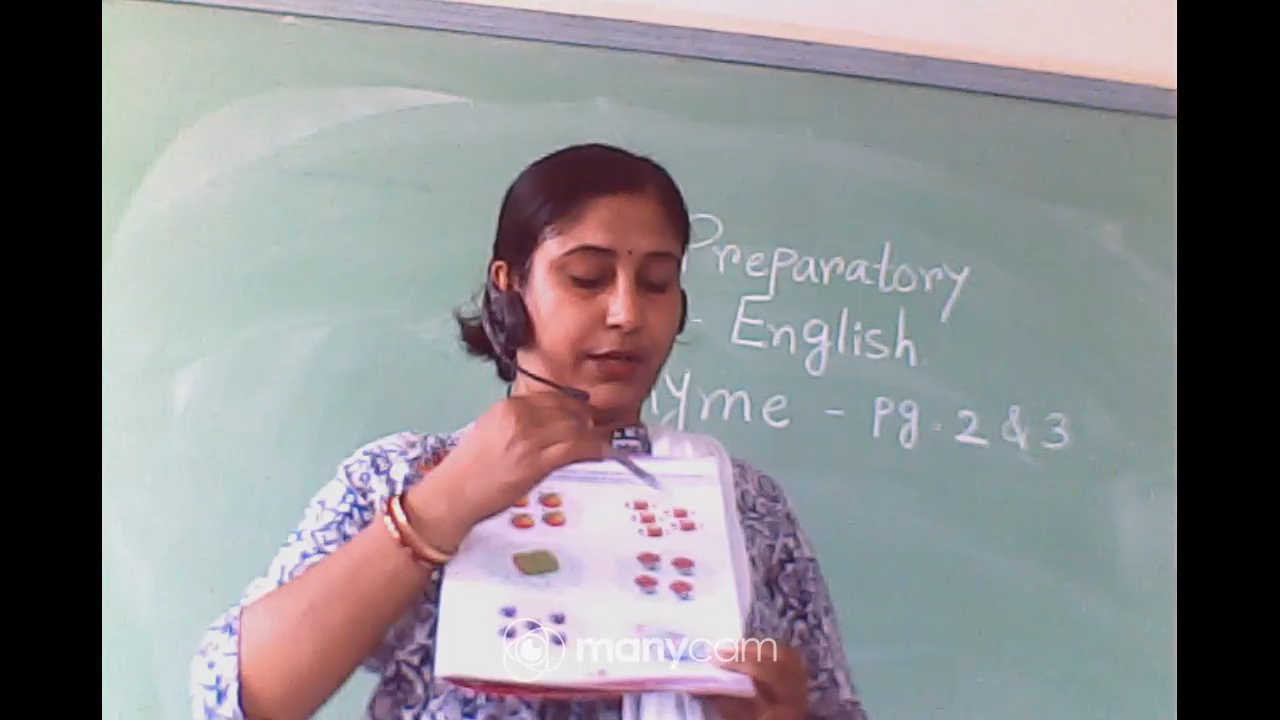 Preparatory
- English
yme - pg. 2 & 3
manycam